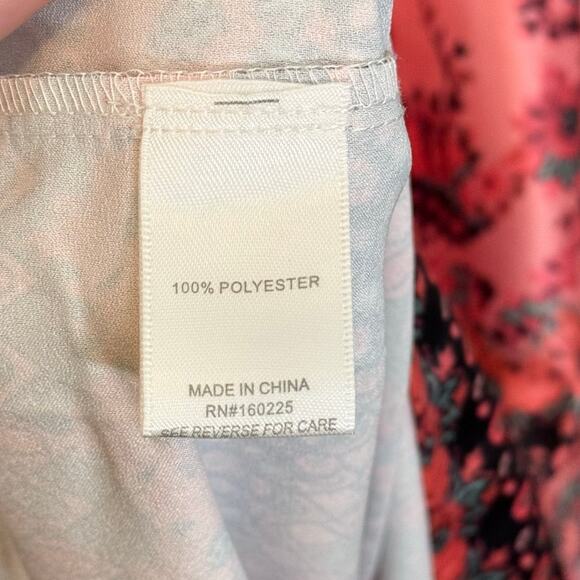 100% POLYESTER
MADE IN CHINA
RN#160225
SEE REVERSE FOR CARE